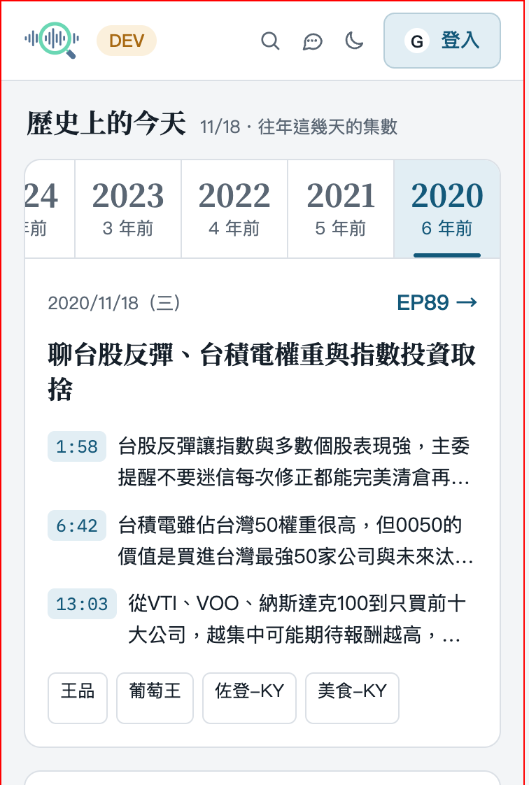 DEV
G 登入
歷史上的今天 11/18・往年這幾天的集數
24 2023 2022 2021 2020
年前 3 年前 4 年前 5 年前 6 年前
2020/11/18（三） EP89 →
聊台股反彈、台積電權重與指數投資取
捨
1:58 台股反彈讓指數與多數個股表現強，主委
提醒不要迷信每次修正都能完美清倉再…
6:42 台積電雖佔台灣50權重很高，但0050的
價值是買進台灣最強50家公司與未來汰…
13:03 從VTI、VOO、納斯達克100到只買前十
大公司，越集中可能期待報酬越高，…
王品 葡萄王 佐登-KY 美食-KY